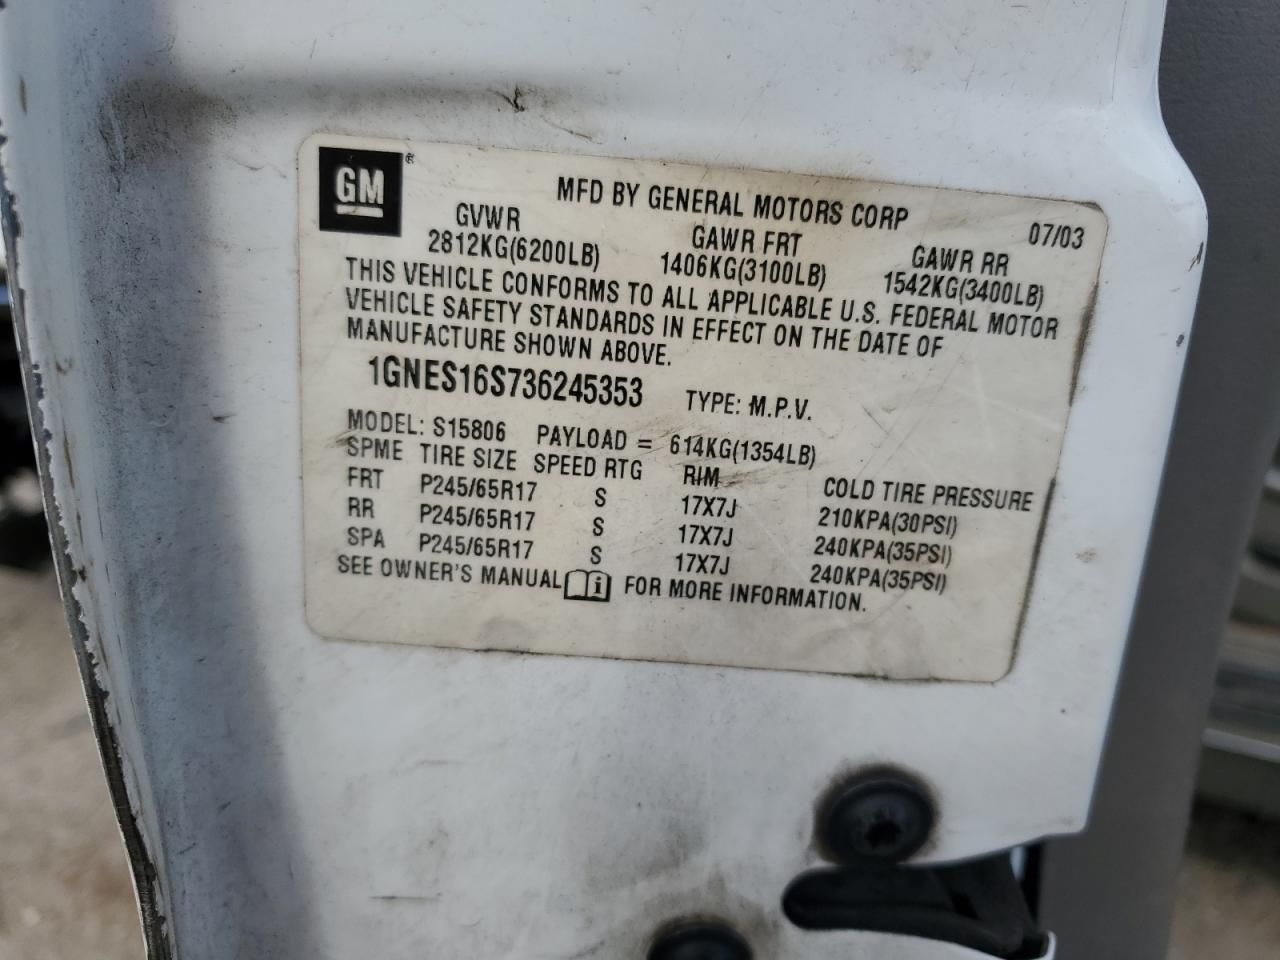 GM®
MFD BY GENERAL MOTORS CORP 07/03
GVWR GAWR FRT GAWR RR
2812KG(6200LB) 1406KG(3100LB) 1542KG(3400LB)
THIS VEHICLE CONFORMS TO ALL APPLICABLE U.S. FEDERAL MOTOR
VEHICLE SAFETY STANDARDS IN EFFECT ON THE DATE OF
MANUFACTURE SHOWN ABOVE.
1GNES16S736245353 TYPE: M.P.V.
MODEL: S15806 PAYLOAD = 614KG(1354LB)
SPME TIRE SIZE SPEED RTG RIM COLD TIRE PRESSURE
FRT P245/65R17 S 17X7J 210KPA(30PSI)
RR P245/65R17 S 17X7J 240KPA(35PSI)
SPA P245/65R17 S 17X7J 240KPA(35PSI)
SEE OWNER'S MANUAL i FOR MORE INFORMATION.